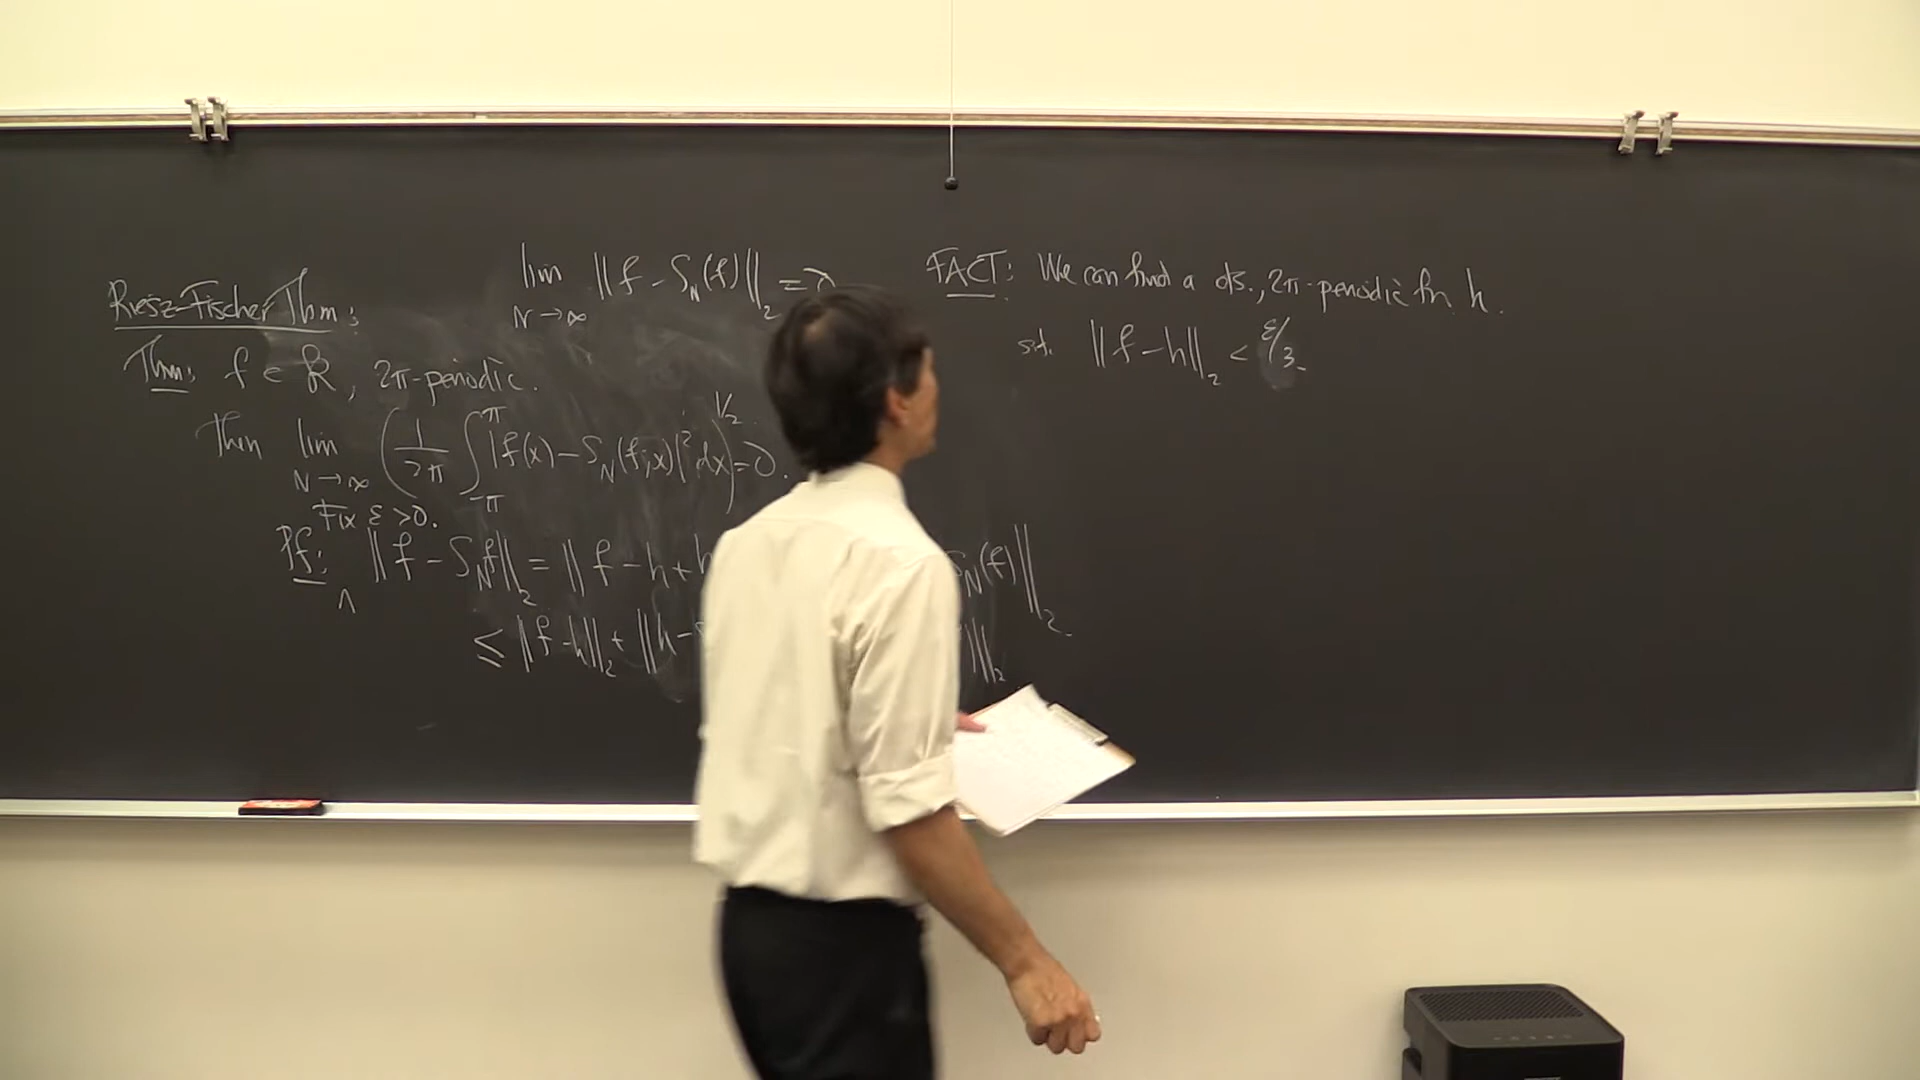 Riesz-Fischer Thm:
lim N→∞ ||f - S_N(f)||_2 = 0
Thm: f ∈ R, 2π-periodic.
Then lim N→∞ (1/2π ∫_{-π}^{π} |f(x) - S_N(f;x)|^2 dx)^{1/2} = 0.
Fix ε > 0.
Pf: ||f - S_N f||_2 = ||f - h + h
S_N(f)||_2.
≤ ||f - h||_2 + ||h -
||_2
FACT: We can find a cts., 2π-periodic fn h.
s.t. ||f - h||_2 < ε/3.